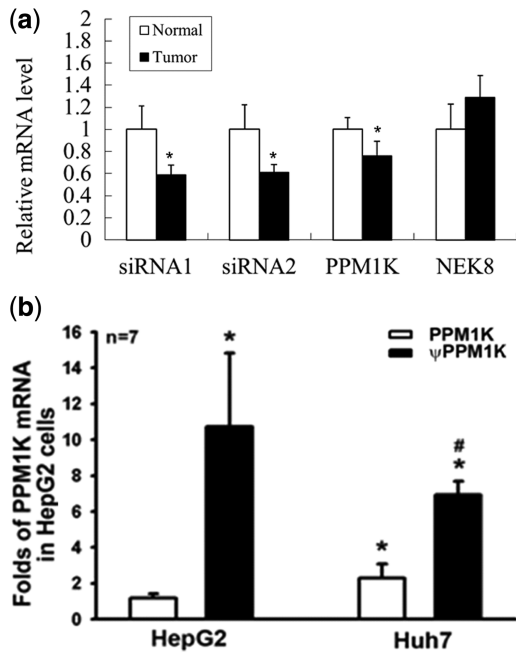 (a)
Normal
Tumor
Relative mRNA level
2
1.8
1.6
1.4
1.2
1
0.8
0.6
0.4
0.2
0
*
*
*
siRNA1 siRNA2 PPM1K NEK8
(b)
n=7
PPM1K
ψPPM1K
Folds of PPM1K mRNA
in HepG2 cells
16
14
12
10
8
6
4
2
0
*
*
#
*
HepG2 Huh7